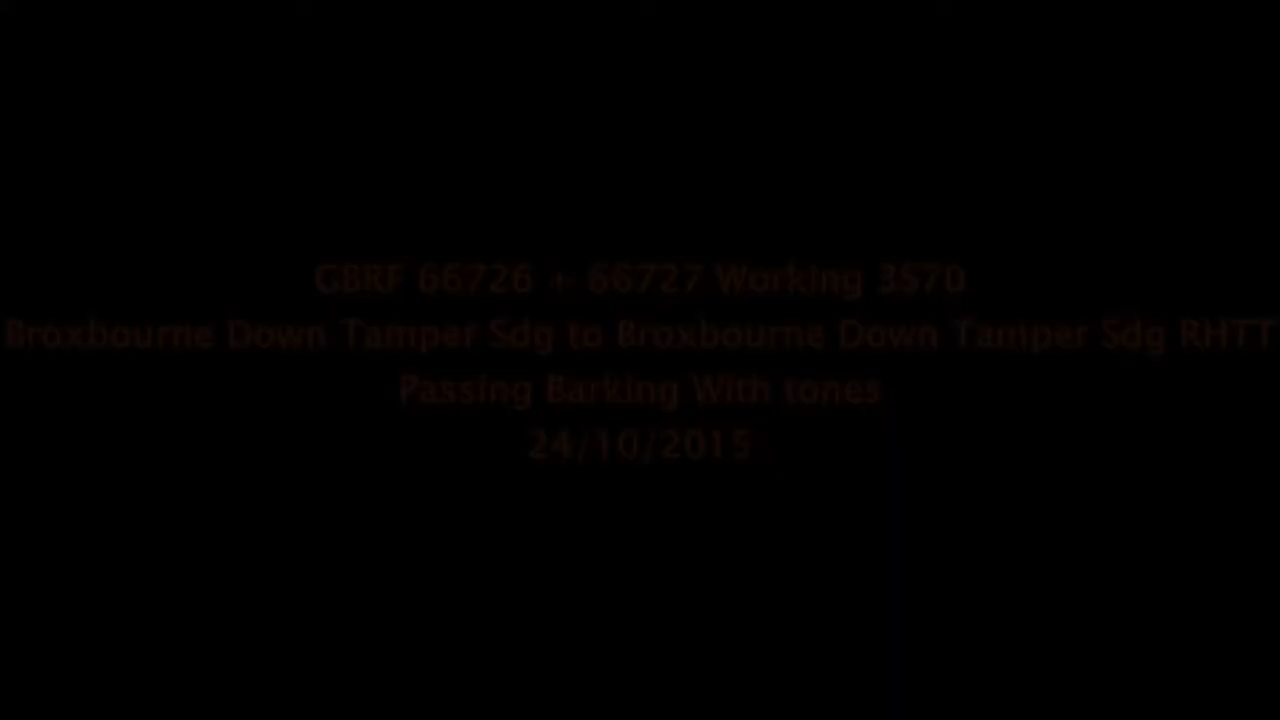 GBRF 66726 + 66727 Working 3S70
Broxbourne Down Tamper Sdg to Broxbourne Down Tamper Sdg RHTT
Passing Barking With tones
24/10/2015